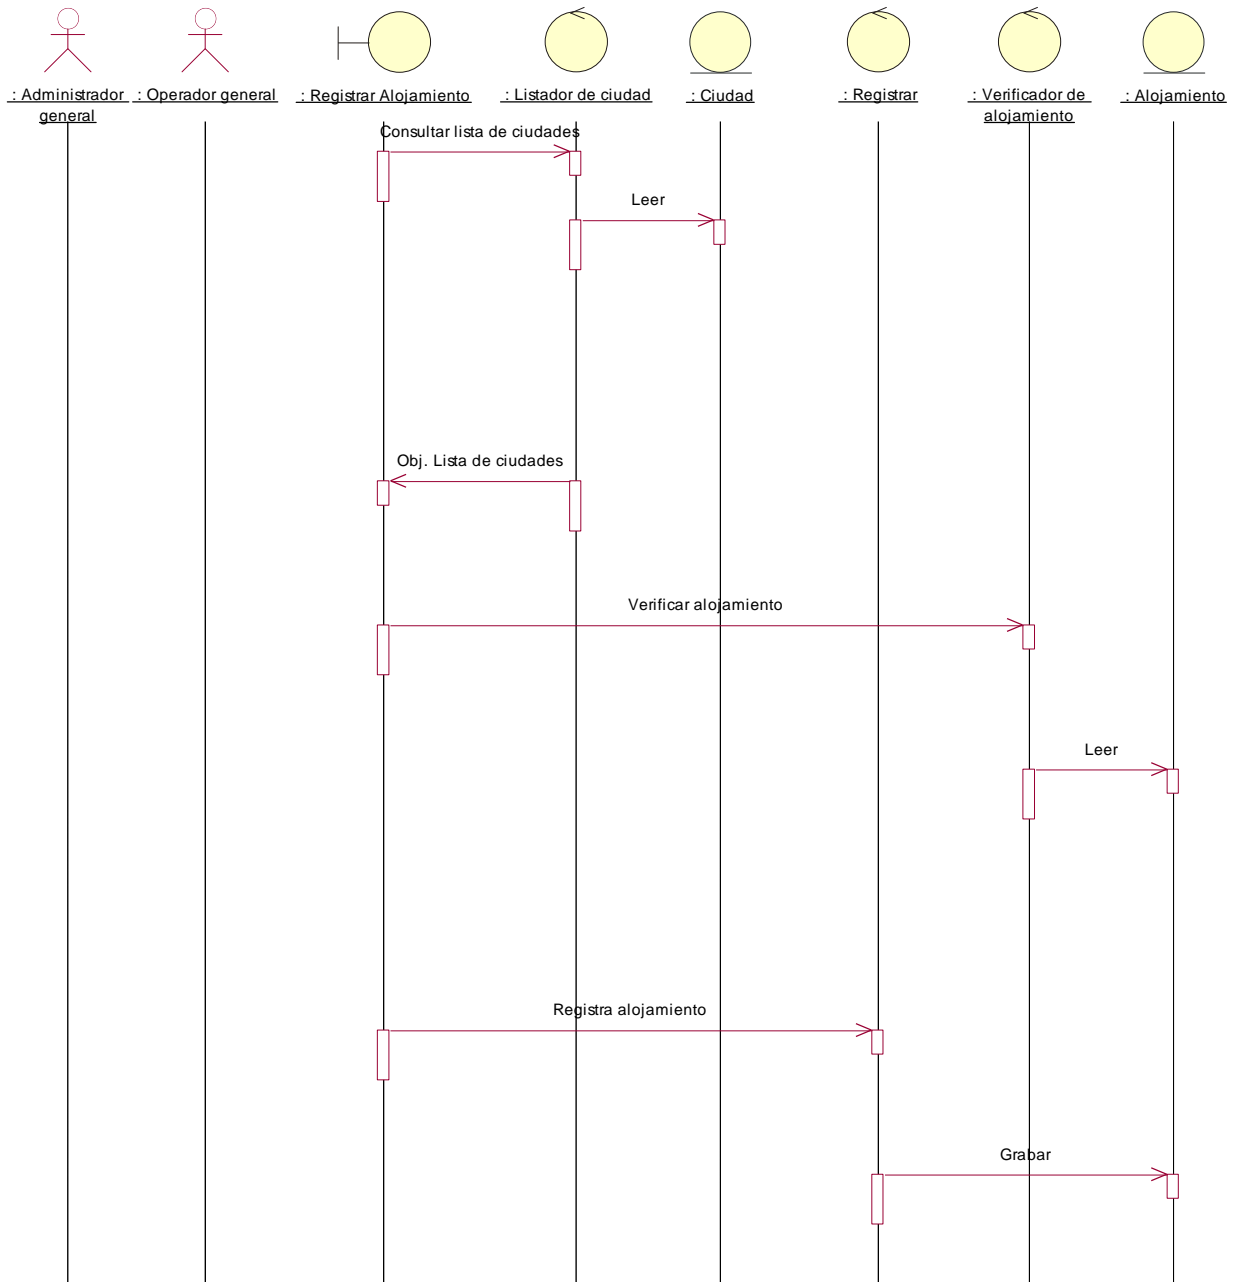 : Administrador
general
: Operador general
: Registrar Alojamiento
: Listador de ciudad
: Ciudad
: Registrar
: Verificador de
alojamiento
: Alojamiento
Consultar lista de ciudades
Leer
Obj. Lista de ciudades
Verificar alojamiento
Leer
Registra alojamiento
Grabar